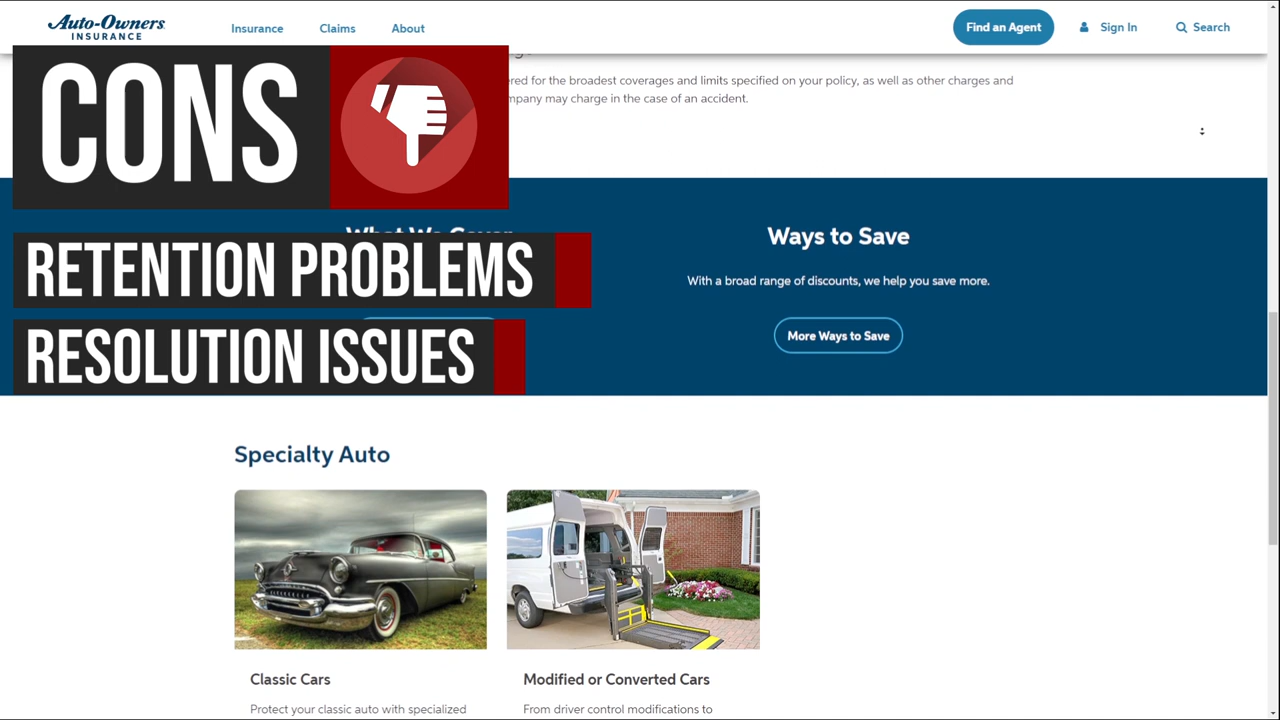 Auto-Owners
INSURANCE
Insurance
Claims
About
Find an Agent
Sign In
Search
CONS
for the broadest coverages and limits specified on your policy, as well as other charges and
may charge in the case of an accident.
RETENTION PROBLEMS
RESOLUTION ISSUES
Ways to Save
With a broad range of discounts, we help you save more.
More Ways to Save
Specialty Auto
Classic Cars
Protect your classic auto with specialized
Modified or Converted Cars
From driver control modifications to